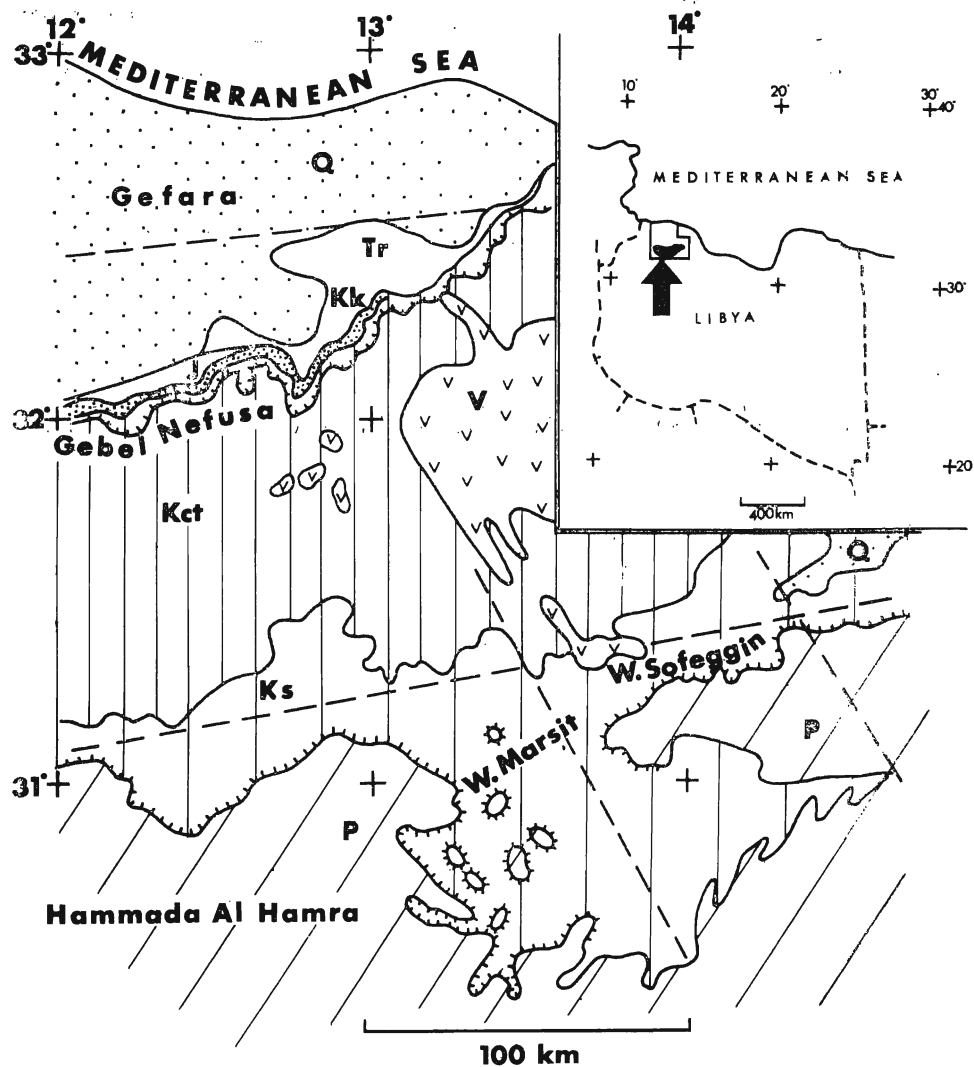 12°
13°
14°
33°
MEDITERRANEAN SEA
10°
20°
30°
40°
MEDITERRANEAN SEA
Q
Gefara
Tr
Kk
30°
LIBYA
V
32°
Gebel Nefusa
20
400km
Kct
Q
W. Sofeggin
Ks
W. Marsit
P
31°
P
Hammada Al Hamra
100 km